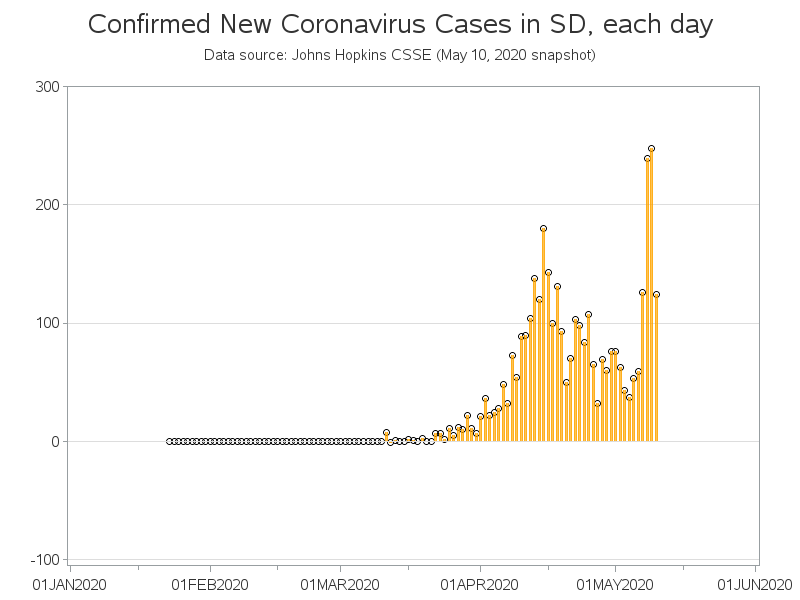 Confirmed New Coronavirus Cases in SD, each day
Data source: Johns Hopkins CSSE (May 10, 2020 snapshot)
300
200
100
0
-100
01JAN2020 01FEB2020 01MAR2020 01APR2020 01MAY2020 01JUN2020